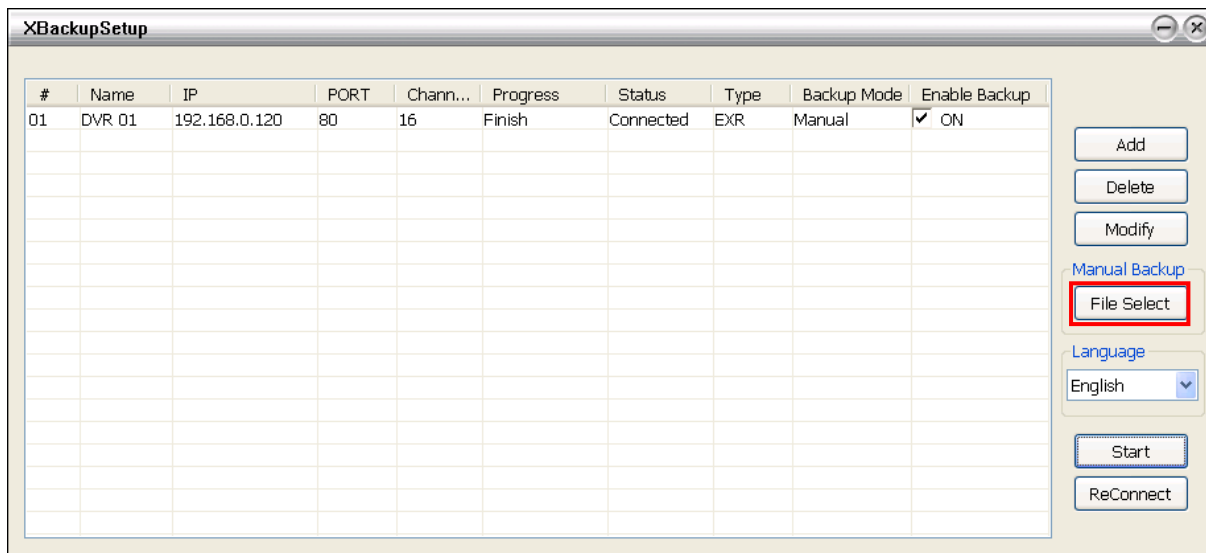 XBackupSetup
# Name IP PORT Chann... Progress Status Type Backup Mode Enable Backup
01 DVR 01 192.168.0.120 80 16 Finish Connected EXR Manual ON
Add
Delete
Modify
Manual Backup
File Select
Language
English
Start
ReConnect